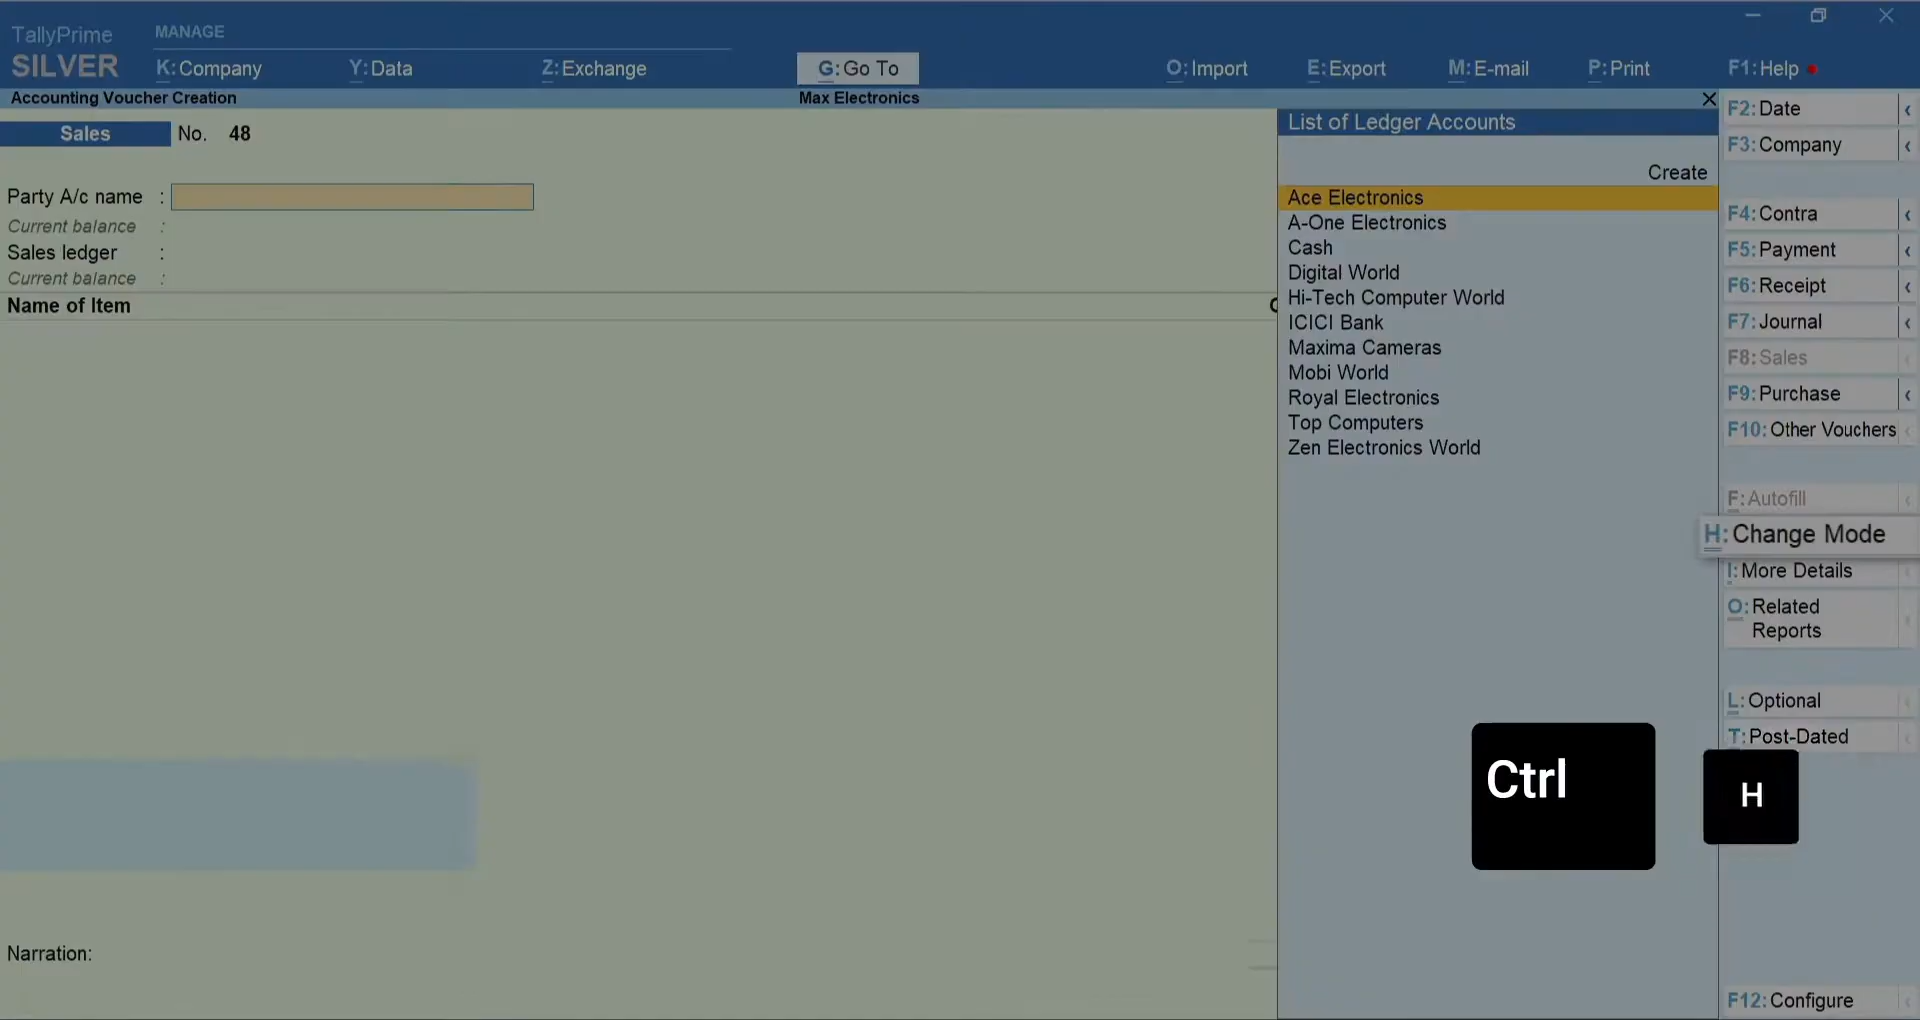 TallyPrime
SILVER
MANAGE
K:Company
Y:Data
Z:Exchange
G:Go To
O:Import
E:Export
M:E-mail
P:Print
F1:Help
Accounting Voucher Creation
Max Electronics
Sales
No. 48
Party A/c name :
Current balance :
Sales ledger :
Current balance :
Name of Item
Narration:
List of Ledger Accounts
Create
Ace Electronics
A-One Electronics
Cash
Digital World
Hi-Tech Computer World
ICICI Bank
Maxima Cameras
Mobi World
Royal Electronics
Top Computers
Zen Electronics World
F2:Date
F3:Company
F4:Contra
F5:Payment
F6:Receipt
F7:Journal
F8:Sales
F9:Purchase
F10:Other Vouchers
F:Autofill
H:Change Mode
I:More Details
O:Related
Reports
L:Optional
T:Post-Dated
Ctrl
H
F12:Configure